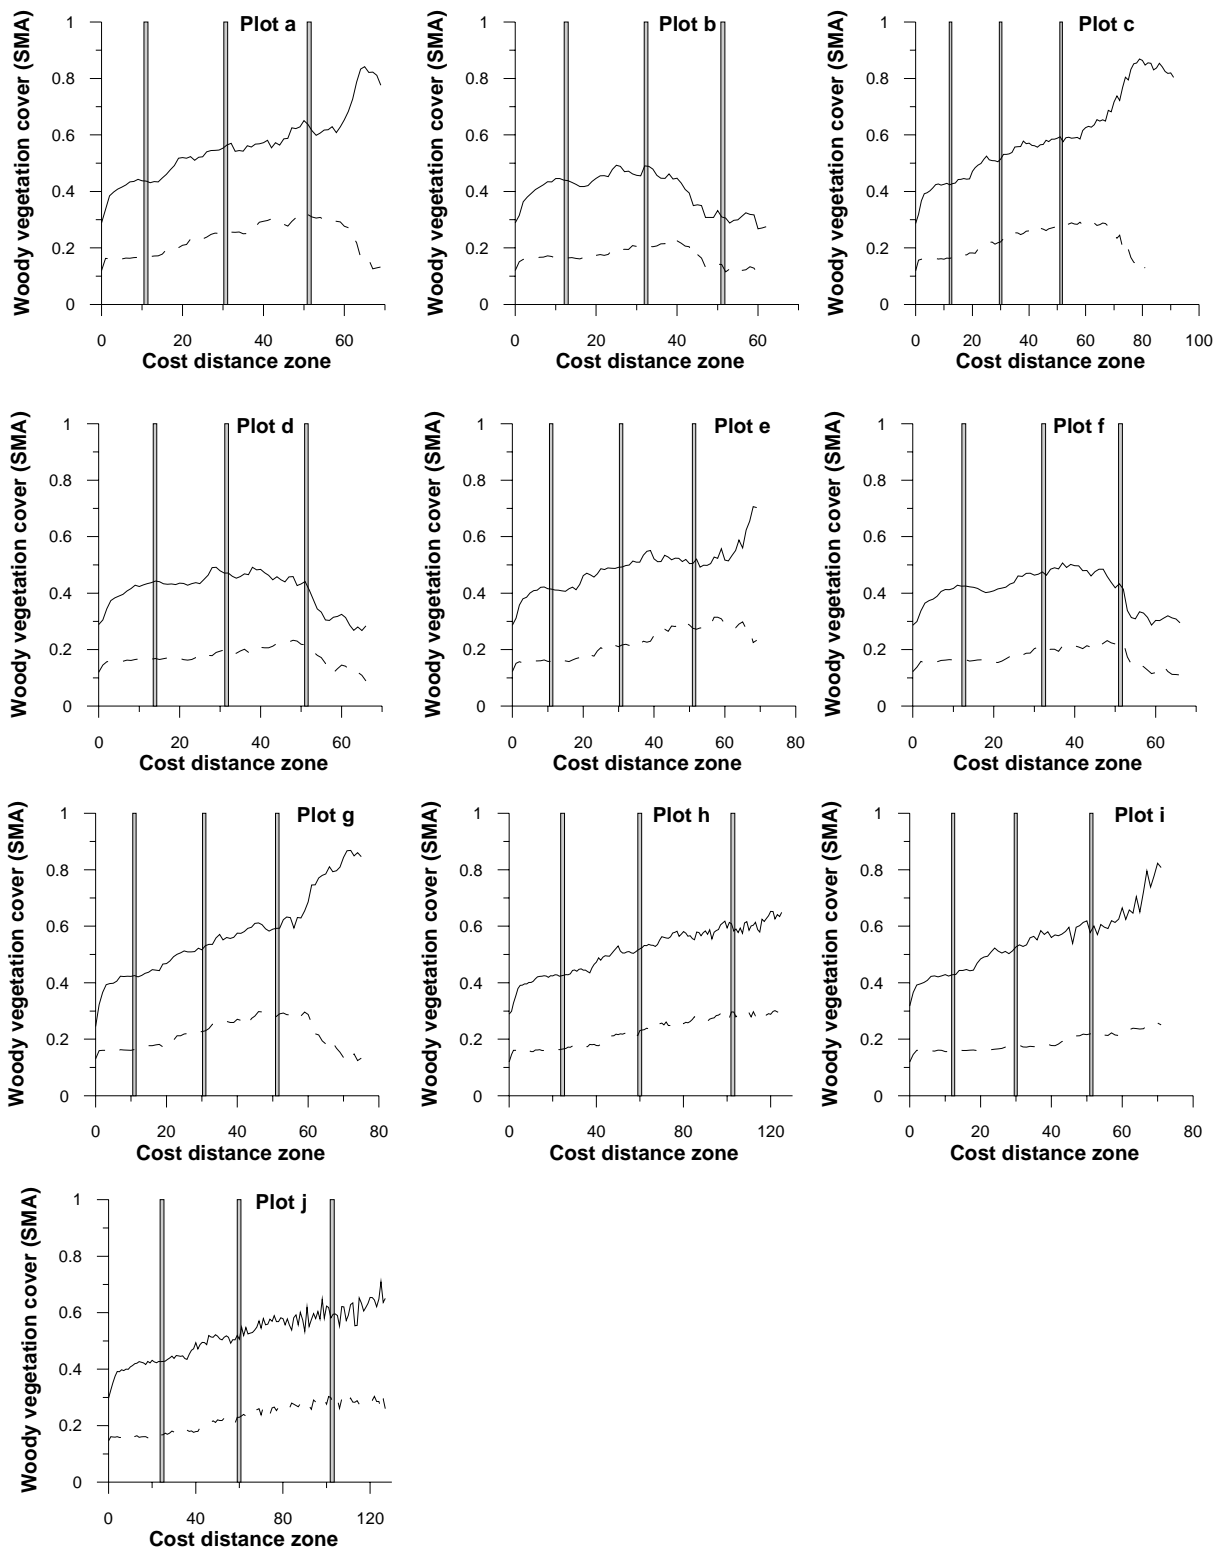 Plot a
Woody vegetation cover (SMA)
1
0.8
0.6
0.4
0.2
0
0 20 40 60
Cost distance zone
Plot b
Woody vegetation cover (SMA)
1
0.8
0.6
0.4
0.2
0
0 20 40 60
Cost distance zone
Plot c
Woody vegetation cover (SMA)
1
0.8
0.6
0.4
0.2
0
0 20 40 60 80 100
Cost distance zone
Plot d
Woody vegetation cover (SMA)
1
0.8
0.6
0.4
0.2
0
0 20 40 60
Cost distance zone
Plot e
Woody vegetation cover (SMA)
1
0.8
0.6
0.4
0.2
0
0 20 40 60 80
Cost distance zone
Plot f
Woody vegetation cover (SMA)
1
0.8
0.6
0.4
0.2
0
0 20 40 60
Cost distance zone
Plot g
Woody vegetation cover (SMA)
1
0.8
0.6
0.4
0.2
0
0 20 40 60 80
Cost distance zone
Plot h
Woody vegetation cover (SMA)
1
0.8
0.6
0.4
0.2
0
0 40 80 120
Cost distance zone
Plot i
Woody vegetation cover (SMA)
1
0.8
0.6
0.4
0.2
0
0 20 40 60 80
Cost distance zone
Plot j
Woody vegetation cover (SMA)
1
0.8
0.6
0.4
0.2
0
0 40 80 120
Cost distance zone